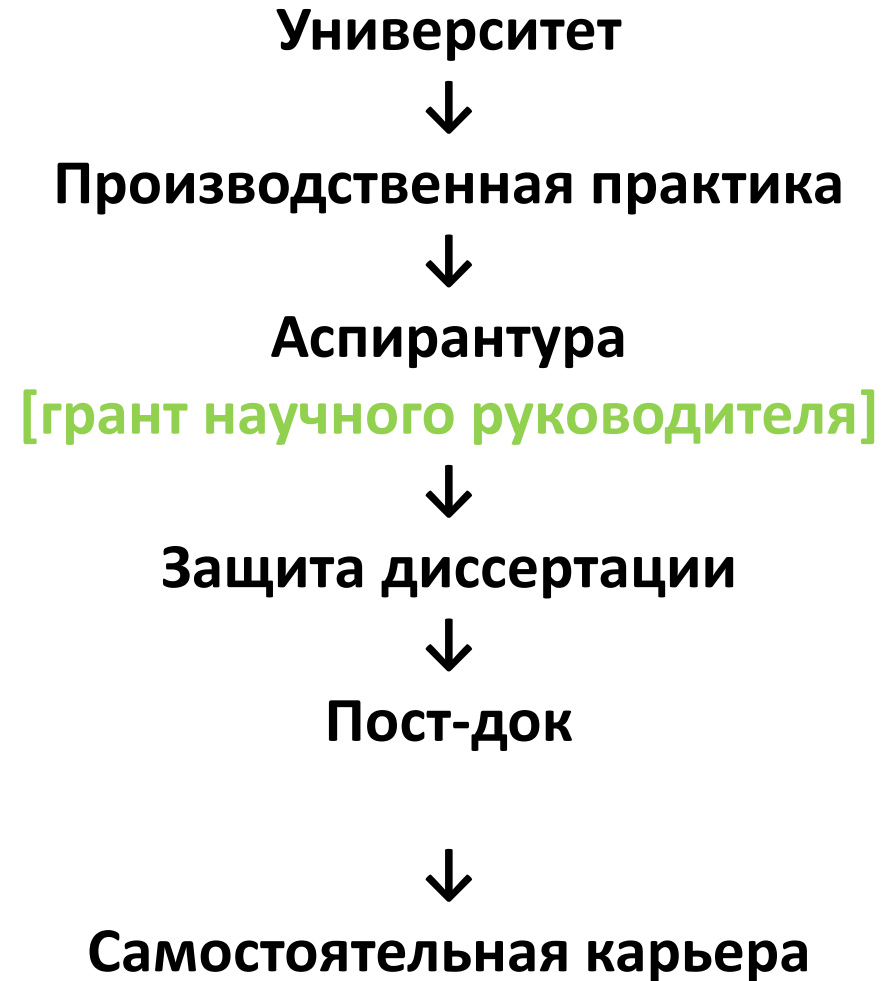 Университет
↓
Производственная практика
↓
Аспирантура
[грант научного руководителя]
↓
Защита диссертации
↓
Пост-док
↓
Самостоятельная карьера